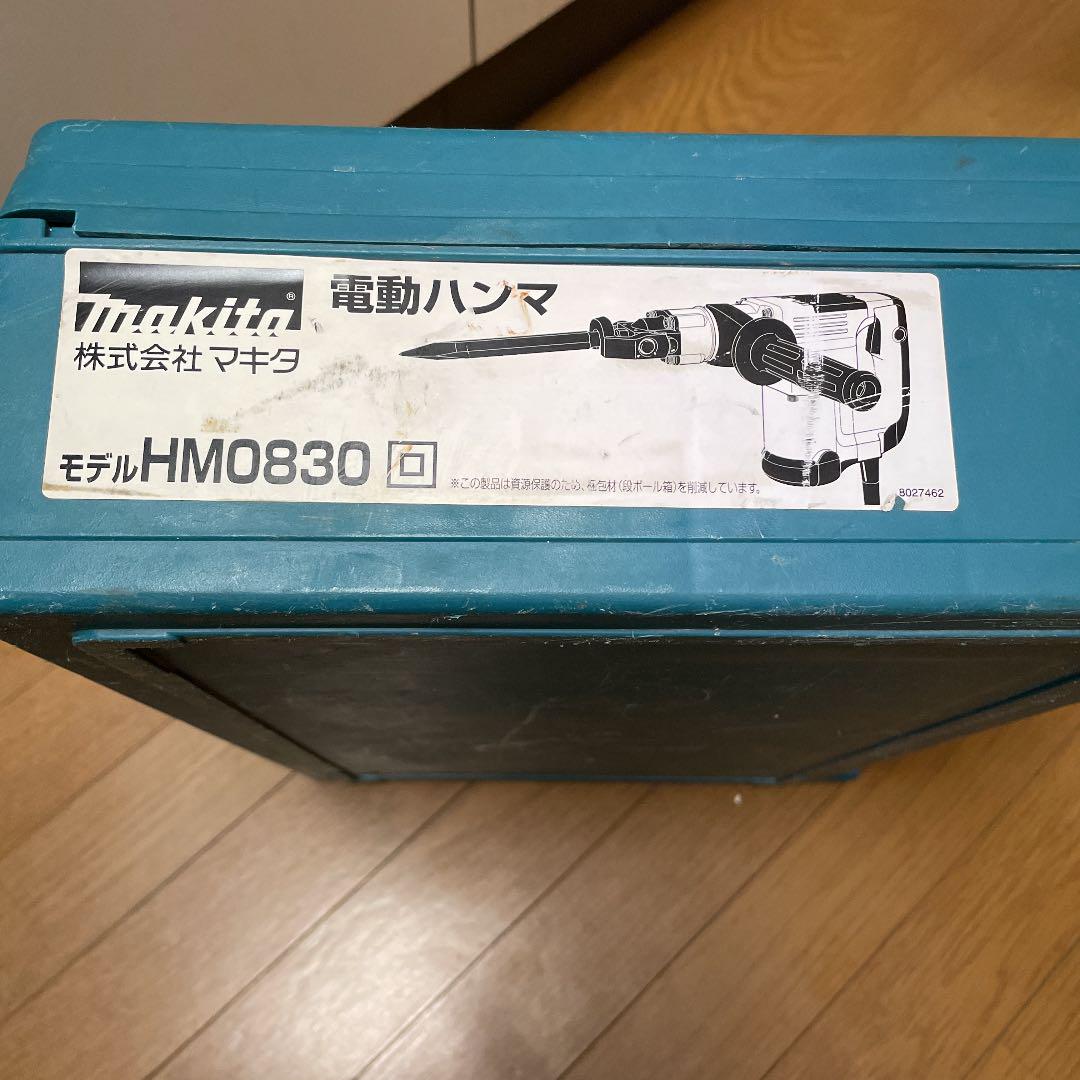 makita®
電動ハンマ
株式会社マキタ
モデルHM0830
※この製品は資源保護のため、梱包材(段ボール箱)を削減しています。
8027462